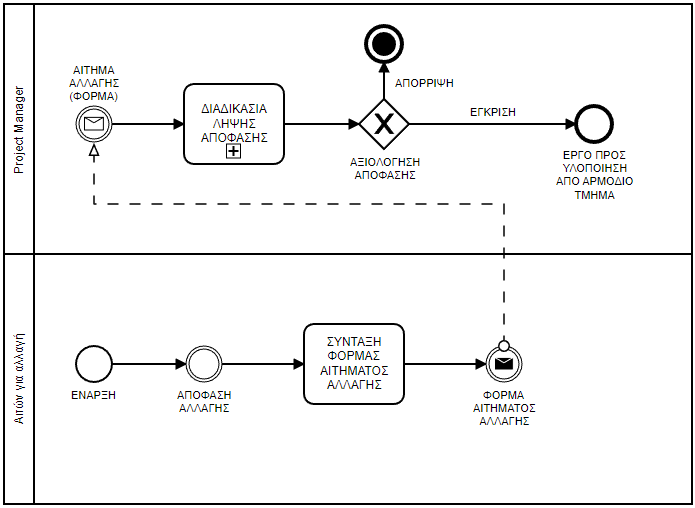 Project Manager
ΑΙΤΗΜΑ
ΑΛΛΑΓΗΣ
(ΦΟΡΜΑ)
ΔΙΑΔΙΚΑΣΙΑ
ΛΗΨΗΣ
ΑΠΟΦΑΣΗΣ
ΑΠΟΡΡΙΨΗ
ΑΞΙΟΛΟΓΗΣΗ
ΑΠΟΦΑΣΗΣ
ΕΓΚΡΙΣΗ
ΕΡΓΟ ΠΡΟΣ
ΥΛΟΠΟΙΗΣΗ
ΑΠΟ ΑΡΜΟΔΙΟ
ΤΜΗΜΑ
Αιτών για αλλαγή
ΕΝΑΡΞΗ
ΑΠΟΦΑΣΗ
ΑΛΛΑΓΗΣ
ΣΥΝΤΑΞΗ
ΦΟΡΜΑΣ
ΑΙΤΗΜΑΤΟΣ
ΑΛΛΑΓΗΣ
ΦΟΡΜΑ
ΑΙΤΗΜΑΤΟΣ
ΑΛΛΑΓΗΣ